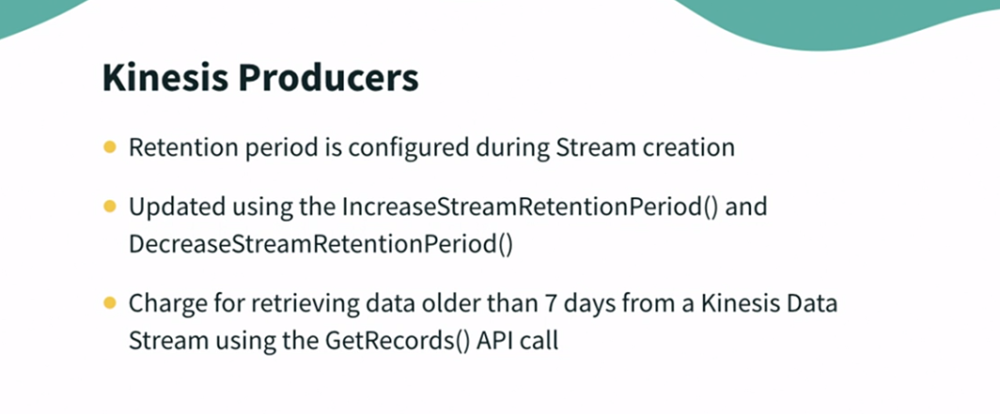 Kinesis Producers
Retention period is configured during Stream creation
Updated using the IncreaseStreamRetentionPeriod() and
DecreaseStreamRetentionPeriod()
Charge for retrieving data older than 7 days from a Kinesis Data
Stream using the GetRecords() API call